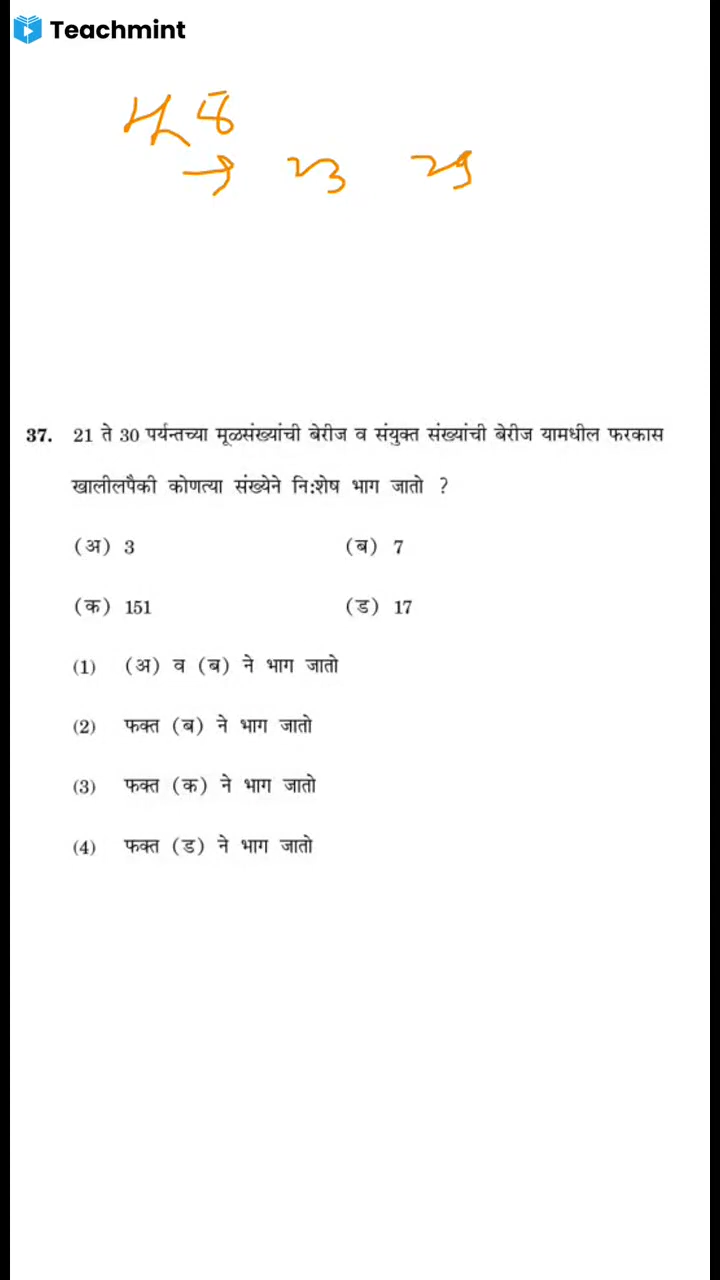 Teachmint
23 29
37. 21 ते 30 पर्यन्तच्या मूळसंख्यांची बेरीज व संयुक्त संख्यांची बेरीज यामधील फरकास
खालीलपैकी कोणत्या संख्येने नि:शेष भाग जातो ?
(अ) 3 (ब) 7
(क) 151 (ड) 17
(1) (अ) व (ब) ने भाग जातो
(2) फक्त (ब) ने भाग जातो
(3) फक्त (क) ने भाग जातो
(4) फक्त (ड) ने भाग जातो